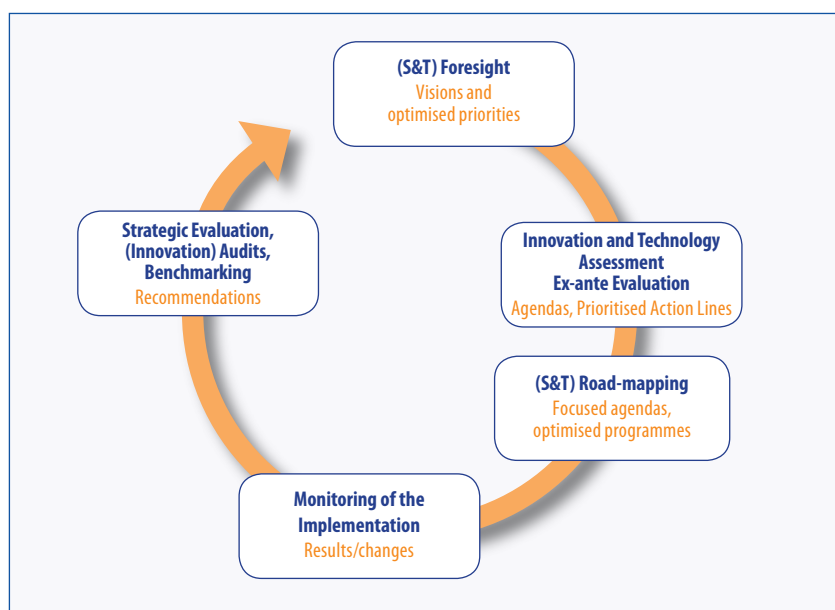 (S&T) Foresight
Visions and
optimised priorities
Innovation and Technology
Assessment
Ex-ante Evaluation
Agendas, Prioritised Action Lines
(S&T) Road-mapping
Focused agendas,
optimised programmes
Monitoring of the
Implementation
Results/changes
Strategic Evaluation,
(Innovation) Audits,
Benchmarking
Recommendations